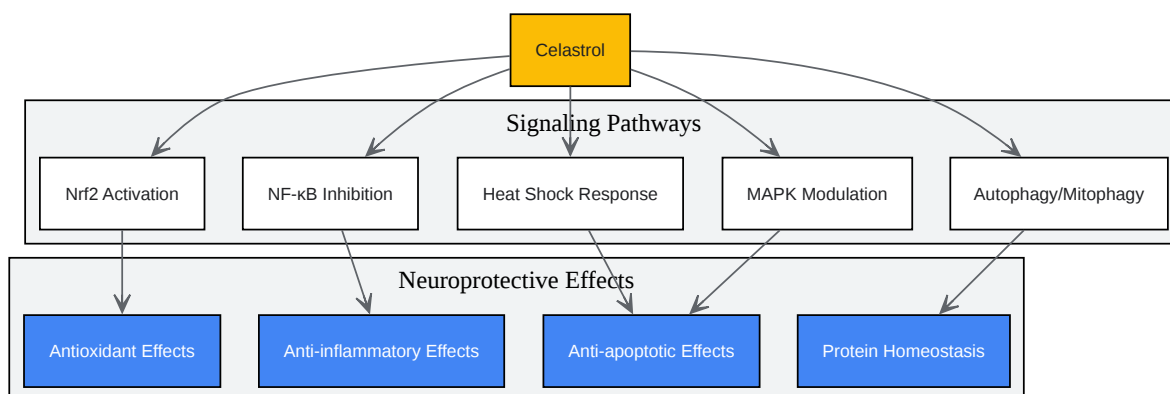 Celastrol
Signaling Pathways
Nrf2 Activation
NF-κB Inhibition
Heat Shock Response
MAPK Modulation
Autophagy/Mitophagy
Neuroprotective Effects
Antioxidant Effects
Anti-inflammatory Effects
Anti-apoptotic Effects
Protein Homeostasis